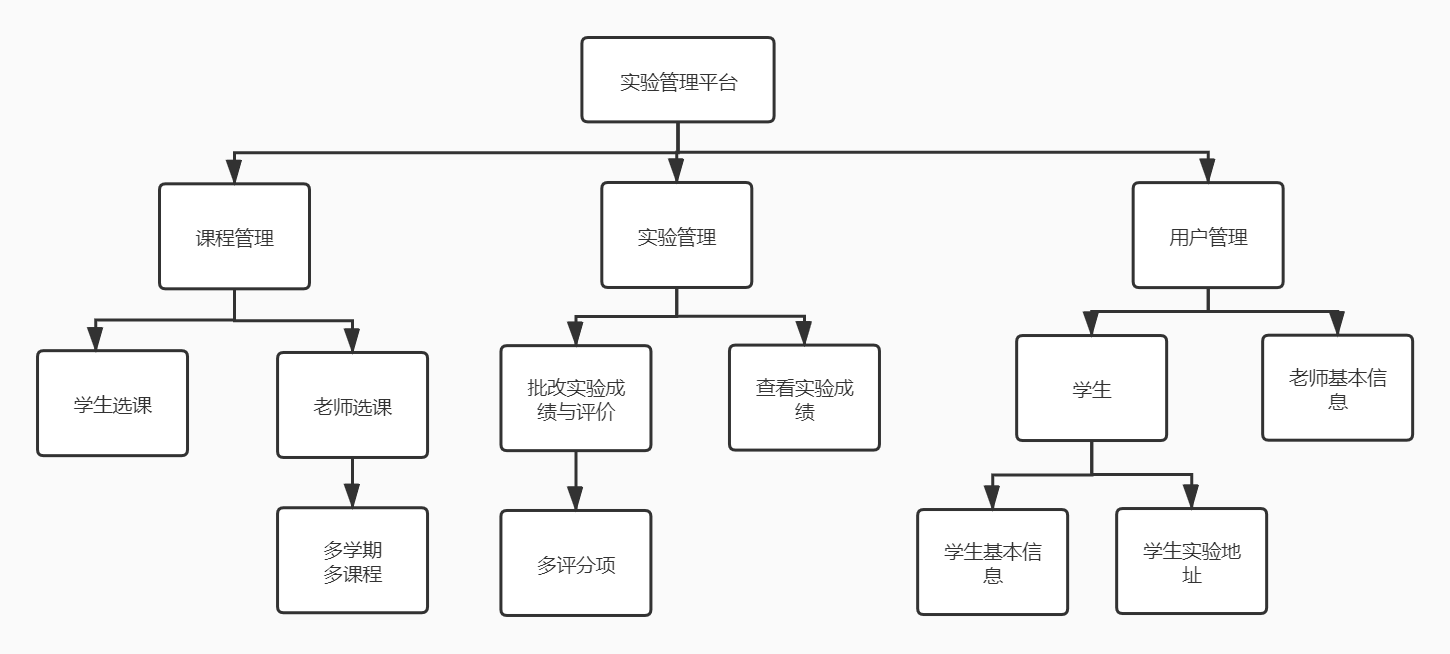 实验管理平台
课程管理
实验管理
用户管理
学生选课
老师选课
批改实验成
绩与评价
查看实验成
绩
学生
老师基本信
息
多学期
多课程
多评分项
学生基本信
息
学生实验地
址